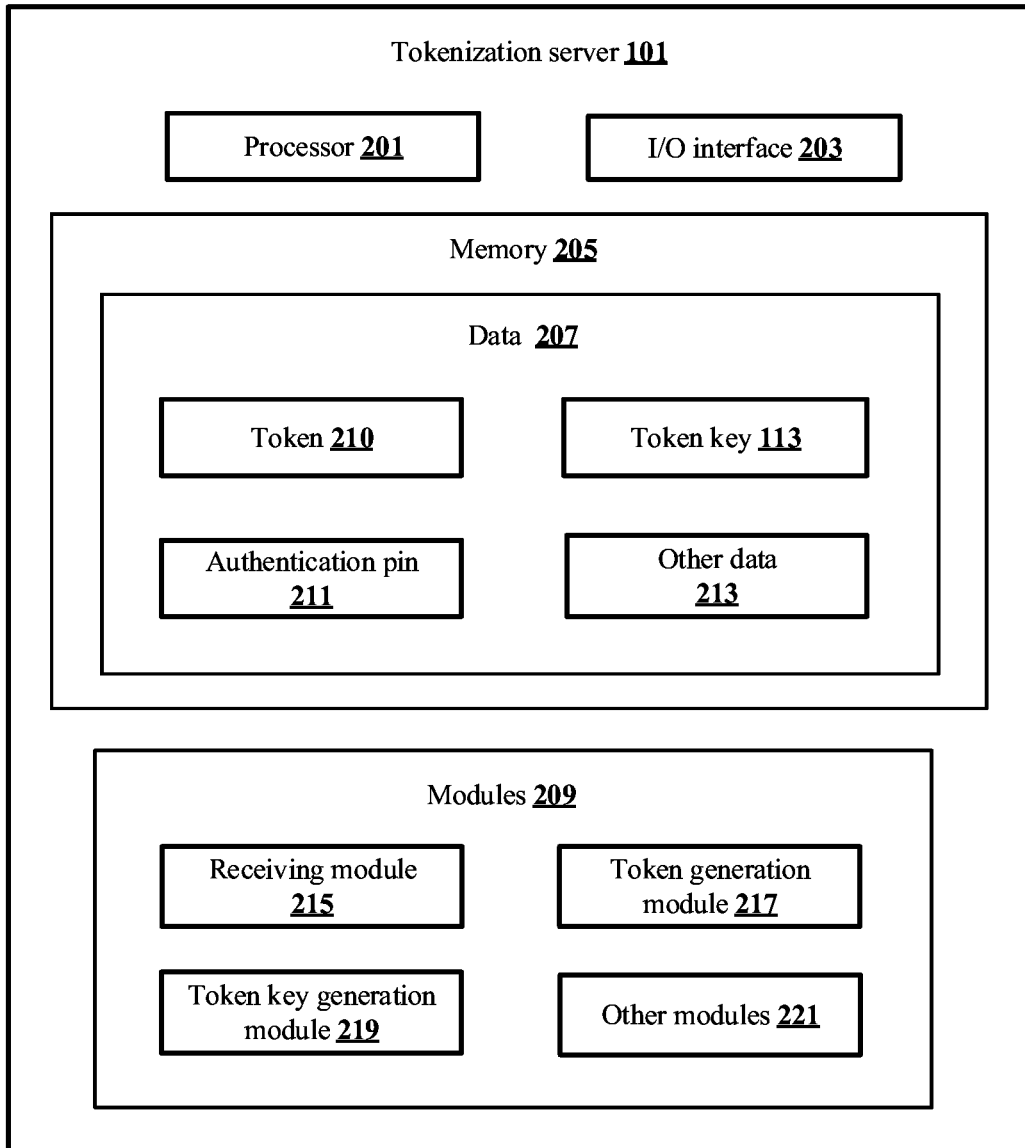 Tokenization server 101
Processor 201
I/O interface 203
Memory 205
Data 207
Token 210
Token key 113
Authentication pin
211
Other data
213
Modules 209
Receiving module
215
Token generation
module 217
Token key generation
module 219
Other modules 221